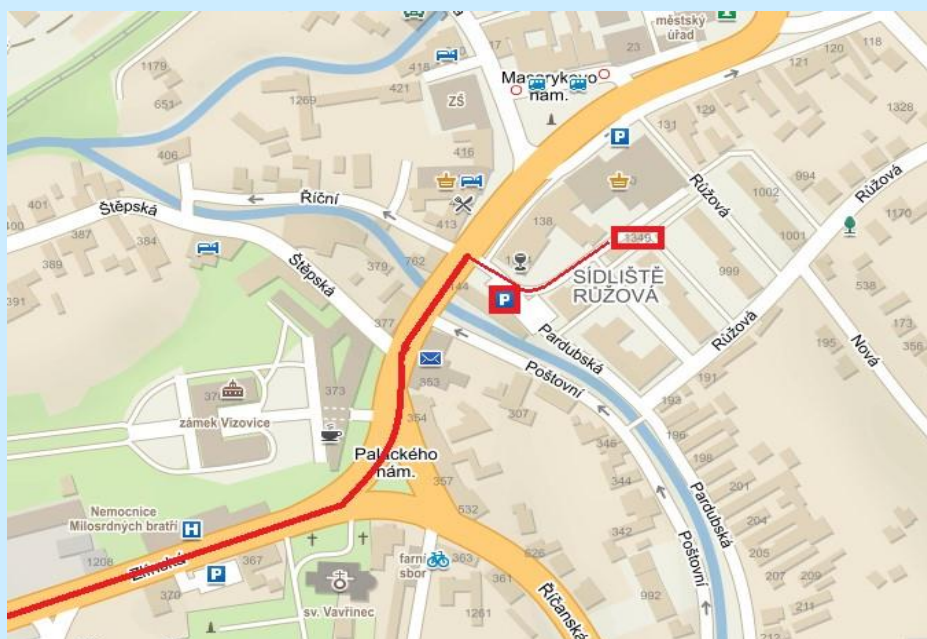 městský
úřad
17
23
418
421
1179
651
1269
ZŠ
Masarykovo
nám.
P
120
118
121
129
131
1328
406
416
Říční
401
400
Štěpská
387
384
391
413
138
Růžová
1002
994
Růžová
1001
1170
379
762
1349
SÍDLIŠTĚ
RŮŽOVÁ
999
538
Štěpská
377
P
144
Pardubská
Poštovní
Růžová
195
Nová
173
356
191
353
373
zámek Vizovice
354
307
193
196
346
344
198
Palackého
nám.
357
532
201
204
Pardubská
Nemocnice
Milosrdných bratří
H
1208
Zlínská
367
P
370
farní
sbor
363
361
626
342
992
Poštovní
205
207
209
211
212
sv. Vavřinec
1261
Říčanská